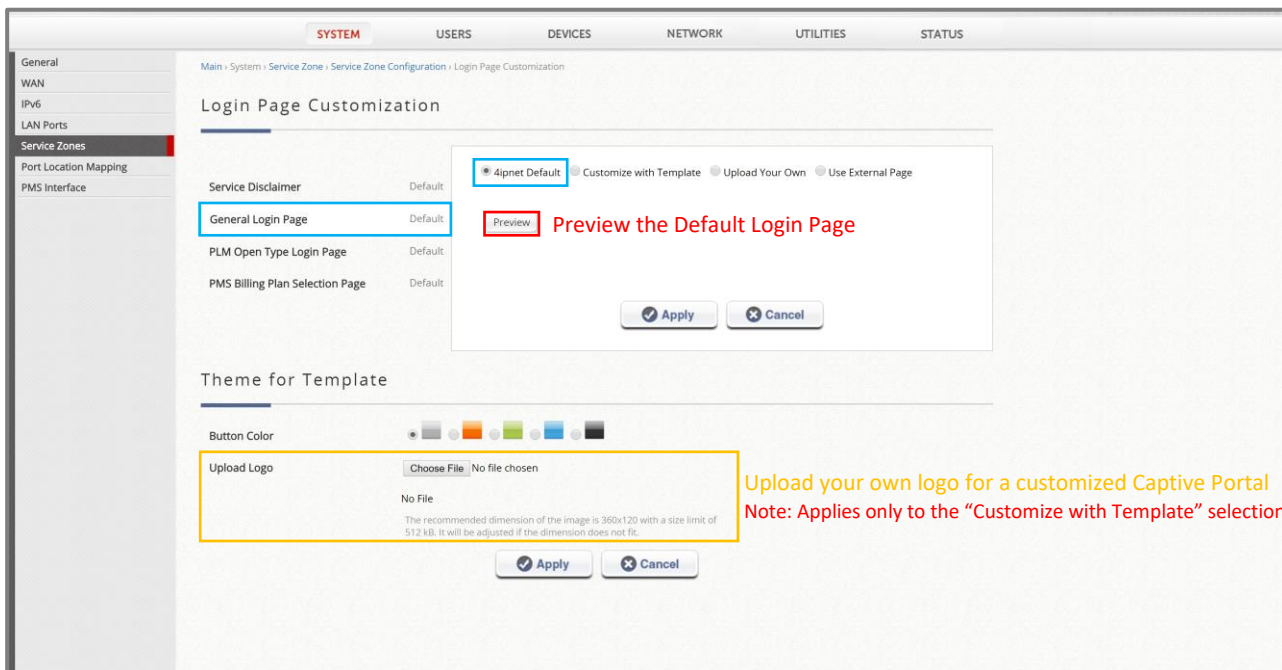 SYSTEM USERS DEVICES NETWORK UTILITIES STATUS
General
WAN
IPv6
LAN Ports
Service Zones
Port Location Mapping
PMS Interface
Main › System › Service Zone › Service Zone Configuration › Login Page Customization
Login Page Customization
Service Disclaimer Default
General Login Page Default
PLM Open Type Login Page Default
PMS Billing Plan Selection Page Default
4ipnet Default Customize with Template Upload Your Own Use External Page
Preview Preview the Default Login Page
Apply Cancel
Theme for Template
Button Color
Upload Logo Choose File No file chosen
No File
The recommended dimension of the image is 360x120 with a size limit of
512 kB. It will be adjusted if the dimension does not fit.
Upload your own logo for a customized Captive Portal
Note: Applies only to the “Customize with Template” selection
Apply Cancel